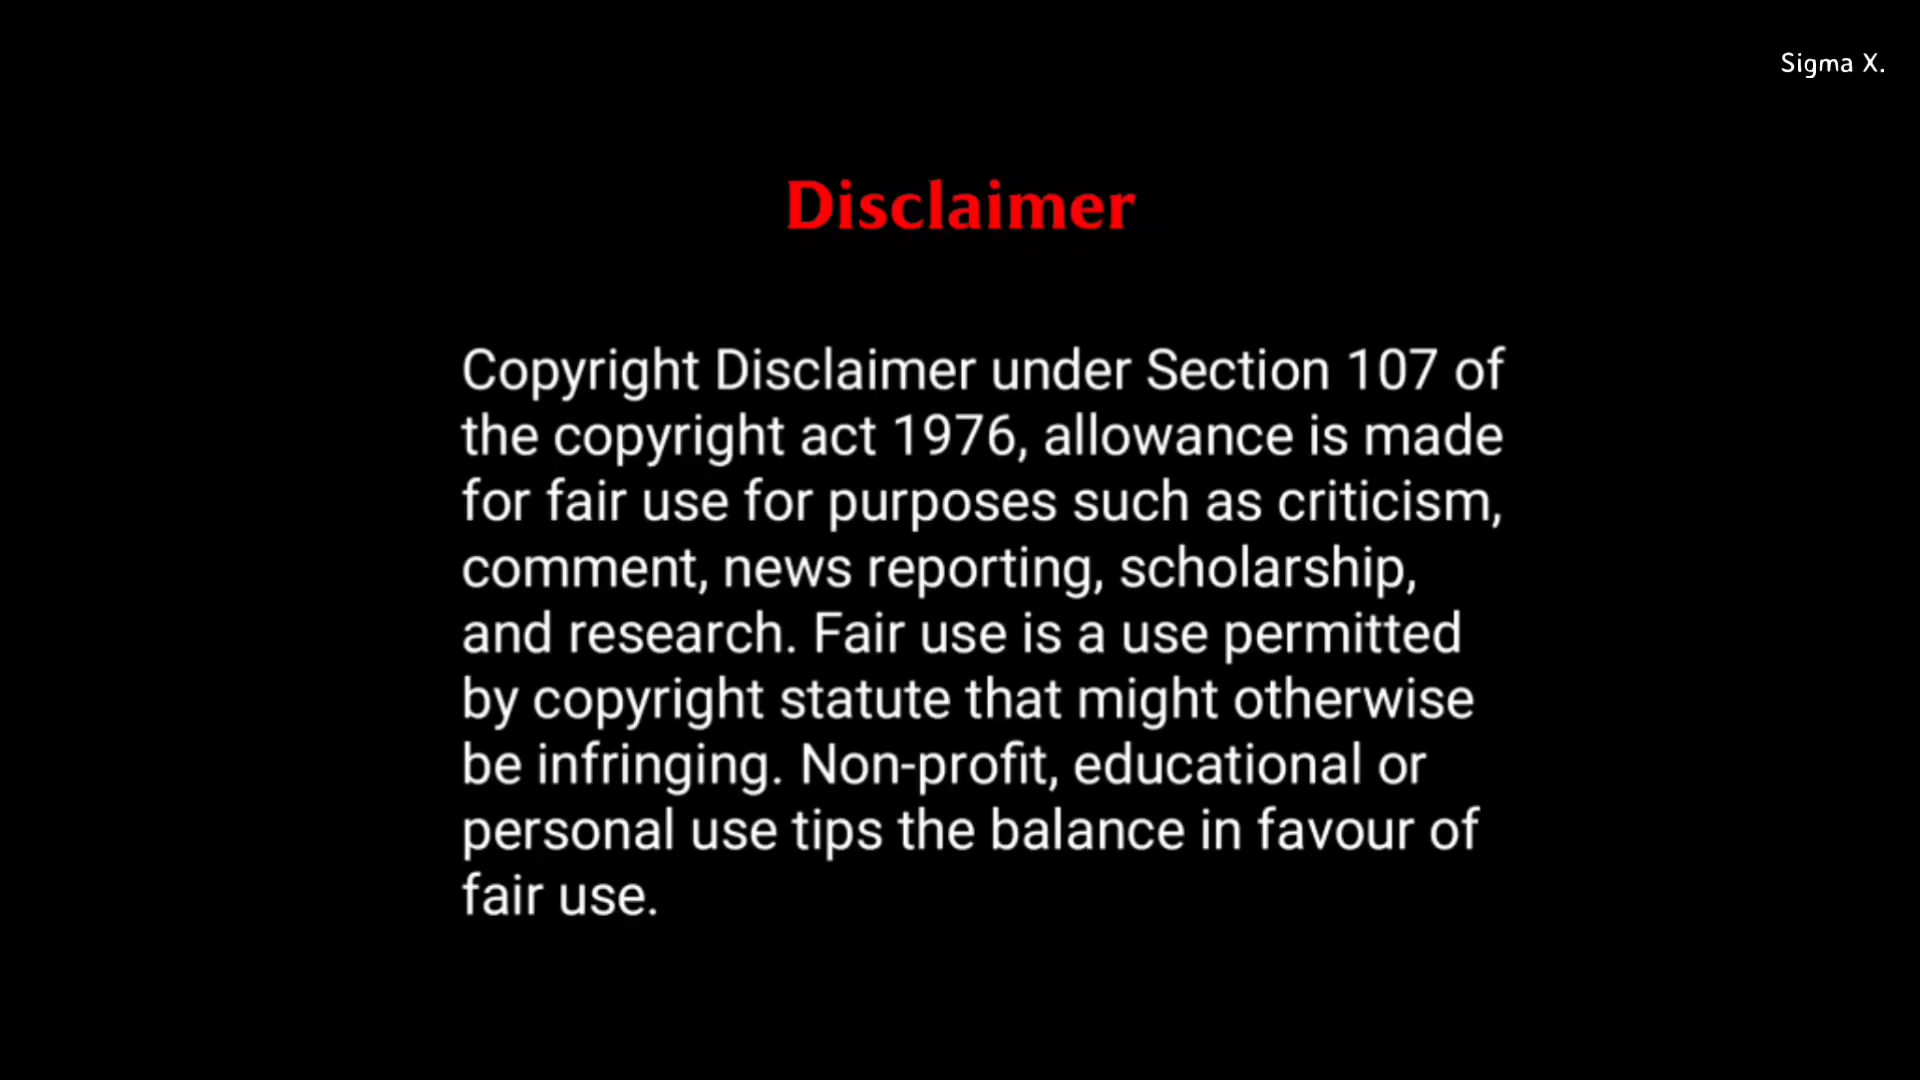 Sigma X.
Disclaimer
Copyright Disclaimer under Section 107 of
the copyright act 1976, allowance is made
for fair use for purposes such as criticism,
comment, news reporting, scholarship,
and research. Fair use is a use permitted
by copyright statute that might otherwise
be infringing. Non-profit, educational or
personal use tips the balance in favour of
fair use.